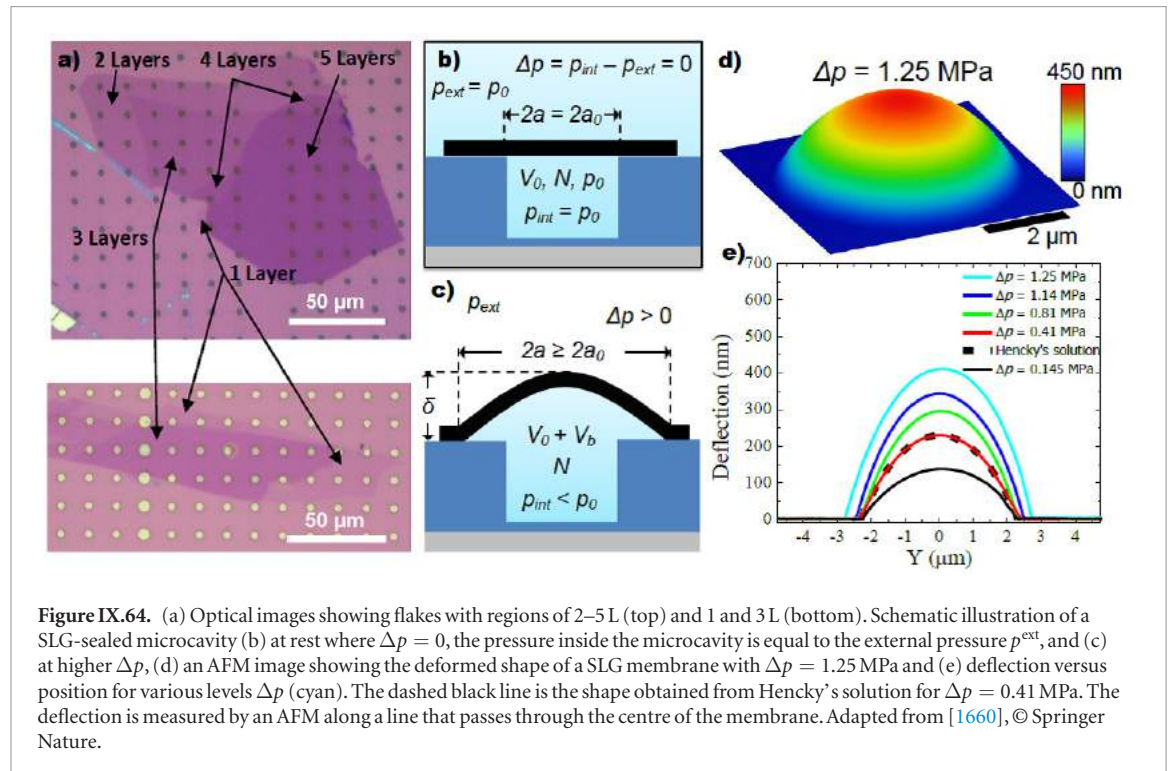 a)
2 Layers
4 Layers
5 Layers
3 Layers
1 Layer
50 µm
50 µm
b)
Δp = p_int – p_ext = 0
p_ext = p_0
2a = 2a_0
V_0, N, p_0
p_int = p_0
c)
p_ext
Δp > 0
2a ≥ 2a_0
δ
V_0 + V_b
N
p_int < p_0
d)
Δp = 1.25 MPa
450 nm
0 nm
2 µm
e)
700
600
500
400
300
200
100
0
Deflection (nm)
Δp = 1.25 MPa
Δp = 1.14 MPa
Δp = 0.81 MPa
Δp = 0.41 MPa
Hencky's solution
Δp = 0.145 MPa
-4 -3 -2 -1 0 1 2 3 4
Y (µm)
Figure IX.64. (a) Optical images showing flakes with regions of 2–5 L (top) and 1 and 3 L (bottom). Schematic illustration of a
SLG-sealed microcavity (b) at rest where Δp = 0, the pressure inside the microcavity is equal to the external pressure p^ext, and (c)
at higher Δp, (d) an AFM image showing the deformed shape of a SLG membrane with Δp = 1.25 MPa and (e) deflection versus
position for various levels Δp (cyan). The dashed black line is the shape obtained from Hencky's solution for Δp = 0.41 MPa. The
deflection is measured by an AFM along a line that passes through the centre of the membrane. Adapted from [1660], © Springer
Nature.